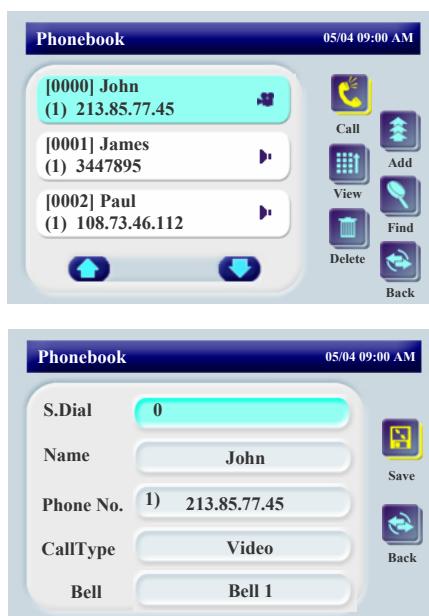 Phonebook 05/04 09:00 AM
[0000] John
(1) 213.85.77.45
[0001] James
(1) 3447895
[0002] Paul
(1) 108.73.46.112
Call
Add
View
Find
Delete
Back
Phonebook 05/04 09:00 AM
S.Dial 0
Name John
Save
Phone No. 1) 213.85.77.45
CallType Video
Back
Bell Bell 1